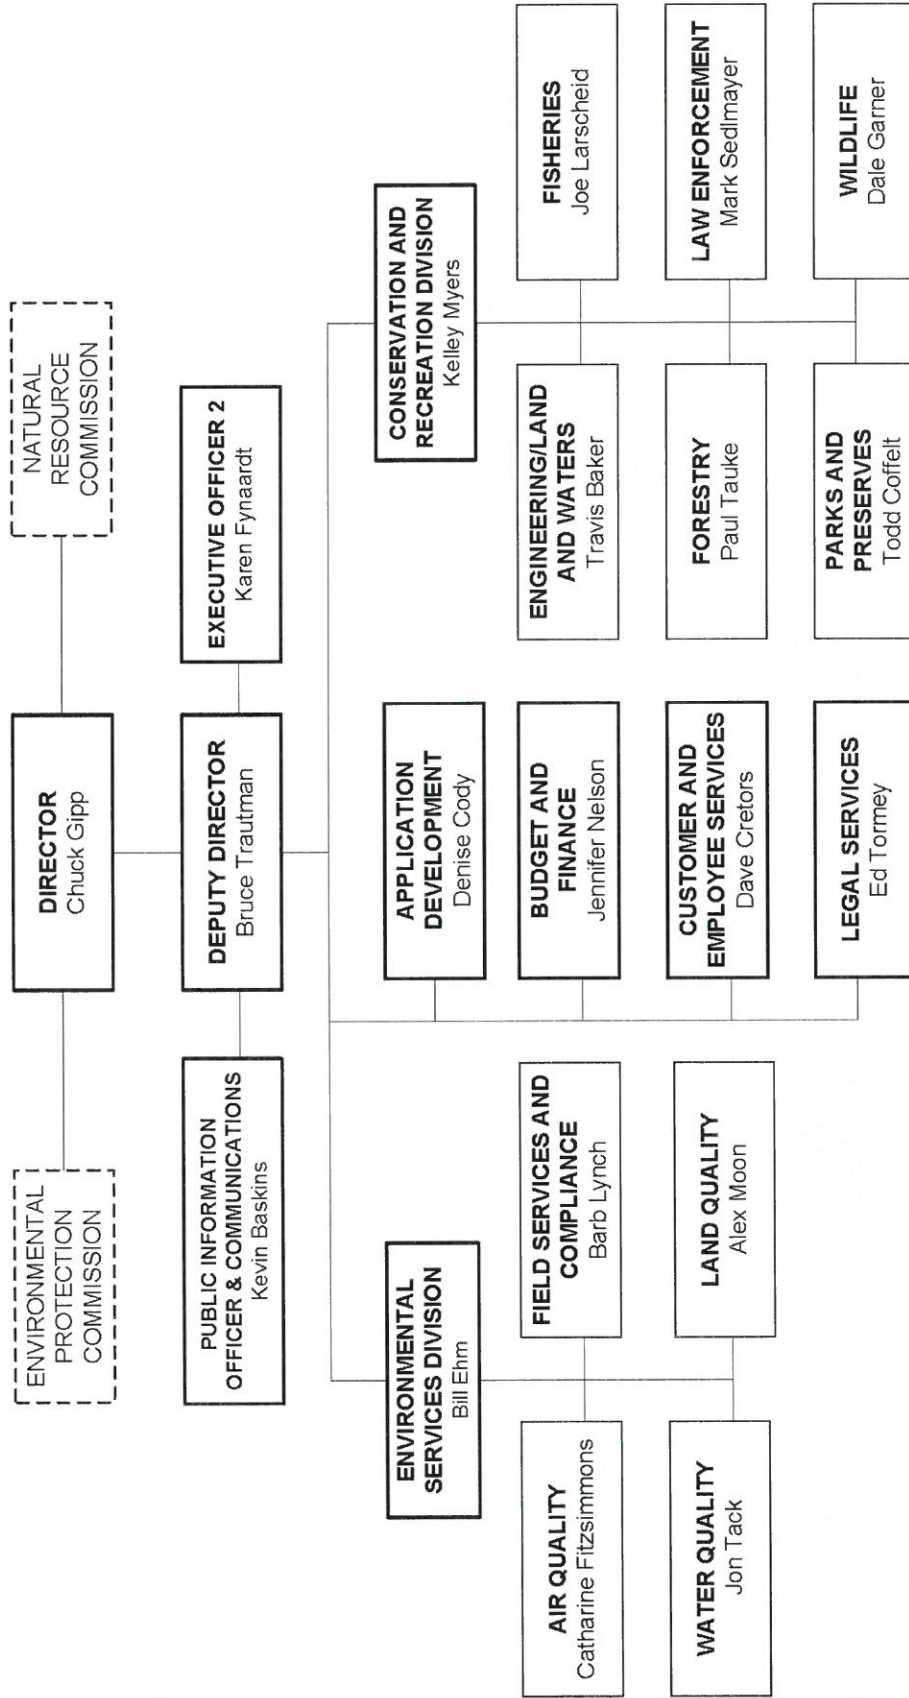 ENVIRONMENTAL
PROTECTION
COMMISSION
DIRECTOR
Chuck Gipp
NATURAL
RESOURCE
COMMISSION
PUBLIC INFORMATION
OFFICER & COMMUNICATIONS
Kevin Baskins
DEPUTY DIRECTOR
Bruce Trautman
EXECUTIVE OFFICER 2
Karen Fynaardt
ENVIRONMENTAL
SERVICES DIVISION
Bill Ehm
APPLICATION
DEVELOPMENT
Denise Cody
CONSERVATION AND
RECREATION DIVISION
Kelley Myers
AIR QUALITY
Catharine Fitzsimmons
FIELD SERVICES AND
COMPLIANCE
Barb Lynch
BUDGET AND
FINANCE
Jennifer Nelson
ENGINEERING/LAND
AND WATERS
Travis Baker
FISHERIES
Joe Larscheid
WATER QUALITY
Jon Tack
LAND QUALITY
Alex Moon
CUSTOMER AND
EMPLOYEE SERVICES
Dave Cretors
FORESTRY
Paul Tauke
LAW ENFORCEMENT
Mark Sedlmayer
LEGAL SERVICES
Ed Tormey
PARKS AND
PRESERVES
Todd Coffelt
WILDLIFE
Dale Garner